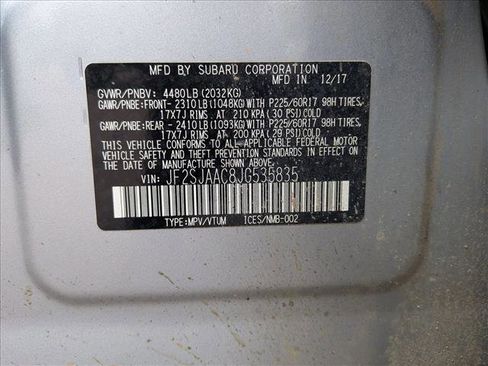 MFD BY SUBARU CORPORATION
MFD IN 12/17
GVWR/PNBV: 4480LB(2032KG)
GAWR/PNBE:FRONT- 2310LB(1048KG)WITH P225/60R17 98H TIRES,
17X7J RIMS, AT 210 KPA (30 PSI)COLD
GAWR/PNBE:REAR - 2410LB(1093KG)WITH P225/60R17 98H TIRES,
17X7J RIMS, AT 200 KPA (29 PSI)COLD
THIS VEHICLE CONFORMS TO ALL APPLICABLE FEDERAL MOTOR
VEHICLE SAFETY AND BUMPER STANDARDS IN EFFECT ON
THE DATE OF MANUFACTURE SHOWN ABOVE.
VIN: JF2SJAAC8JG535835
TYPE:MPV/VTUM ICES/NMB-002